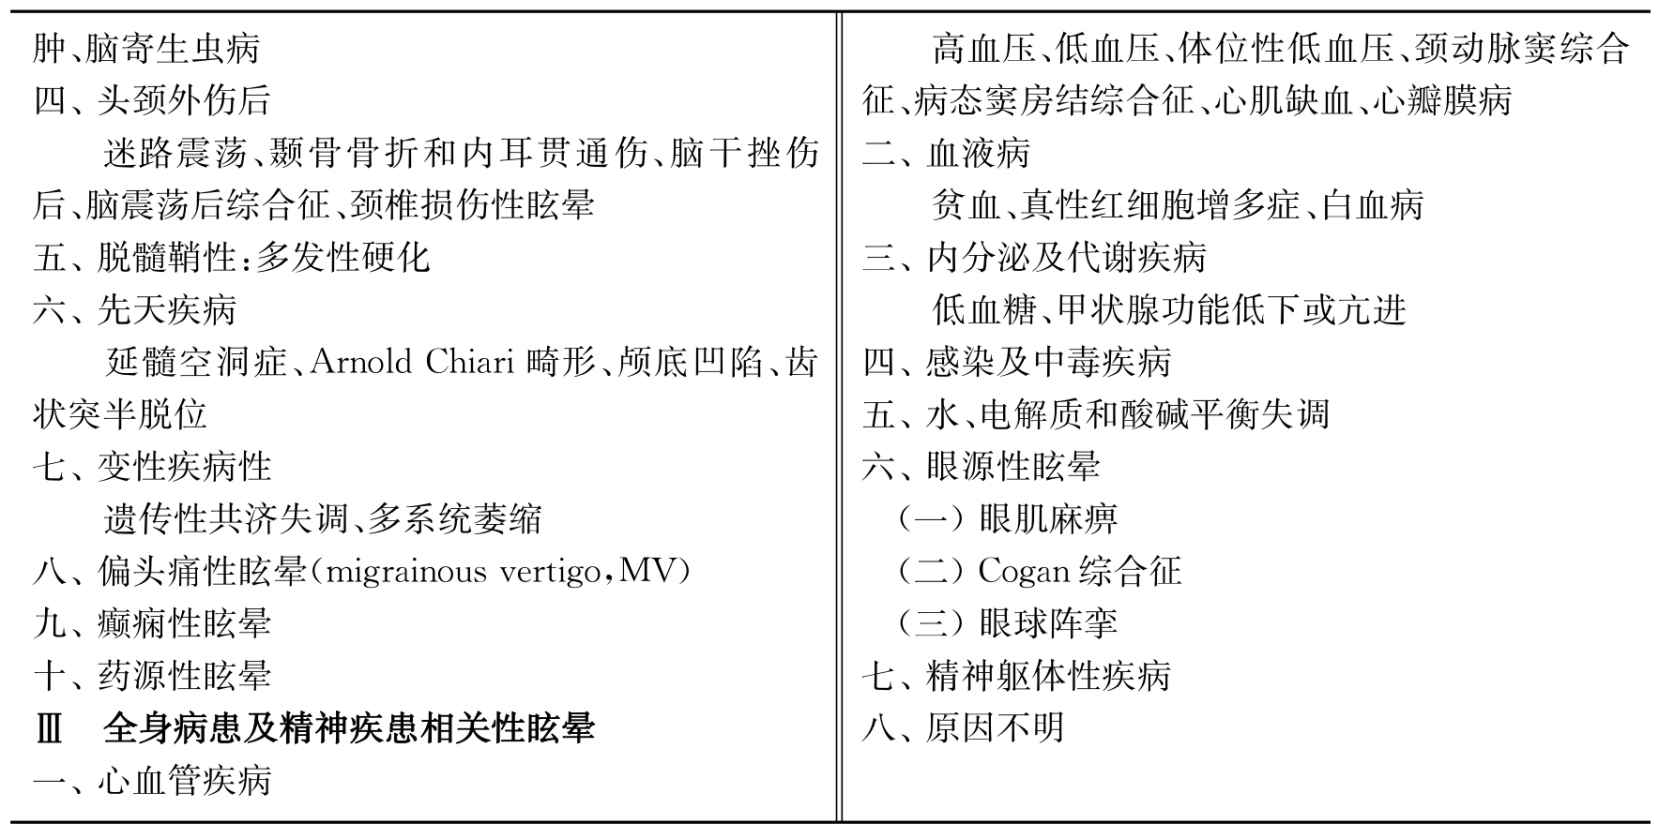 肿、脑寄生虫病
四、头颈外伤后
迷路震荡、颞骨骨折和内耳贯通伤、脑干挫伤
后、脑震荡后综合征、颈椎损伤性眩晕
五、脱髓鞘性:多发性硬化
六、先天疾病
延髓空洞症、Arnold Chiari 畸形、颅底凹陷、齿
状突半脱位
七、变性疾病性
遗传性共济失调、多系统萎缩
八、偏头痛性眩晕(migrainous vertigo,MV)
九、癫痫性眩晕
十、药源性眩晕
Ⅲ 全身病患及精神疾患相关性眩晕
一、心血管疾病
高血压、低血压、体位性低血压、颈动脉窦综合
征、病态窦房结综合征、心肌缺血、心瓣膜病
二、血液病
贫血、真性红细胞增多症、白血病
三、内分泌及代谢疾病
低血糖、甲状腺功能低下或亢进
四、感染及中毒疾病
五、水、电解质和酸碱平衡失调
六、眼源性眩晕
(一) 眼肌麻痹
(二) Cogan 综合征
(三) 眼球阵挛
七、精神躯体性疾病
八、原因不明